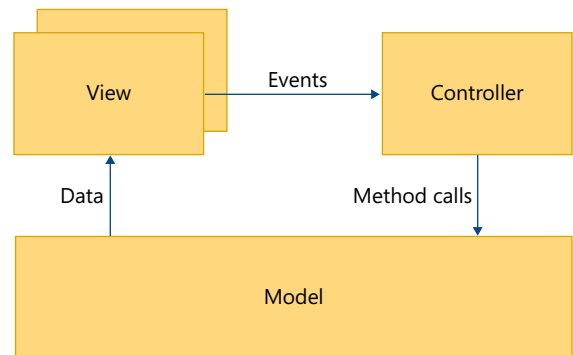 View
Events
Controller
Data
Method calls
Model